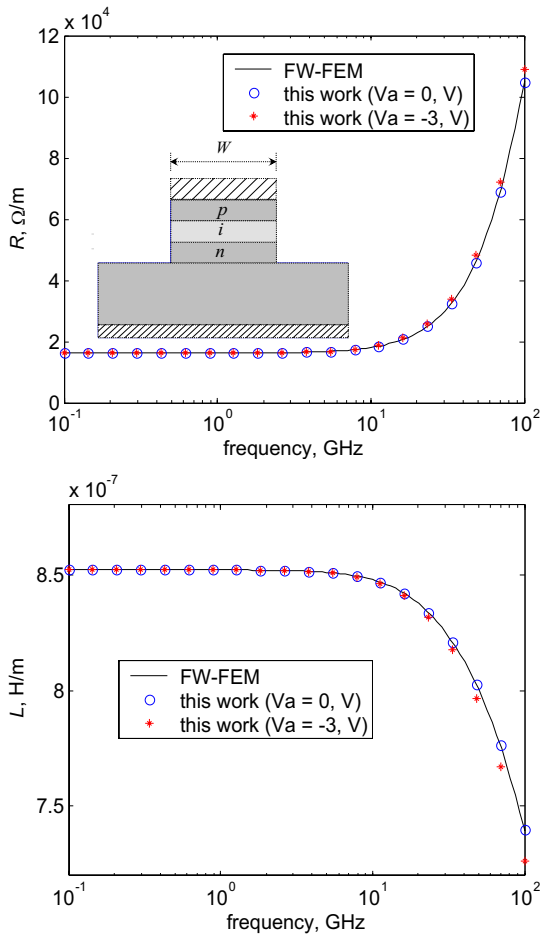 x 10^4
12
10
8
6
4
2
0
R, Ω/m
FW-FEM
this work (Va = 0, V)
this work (Va = -3, V)
W
p
i
n
10^-1 10^0 10^1 10^2
frequency, GHz
x 10^-7
8.5
8
7.5
L, H/m
FW-FEM
this work (Va = 0, V)
this work (Va = -3, V)
10^-1 10^0 10^1 10^2
frequency, GHz